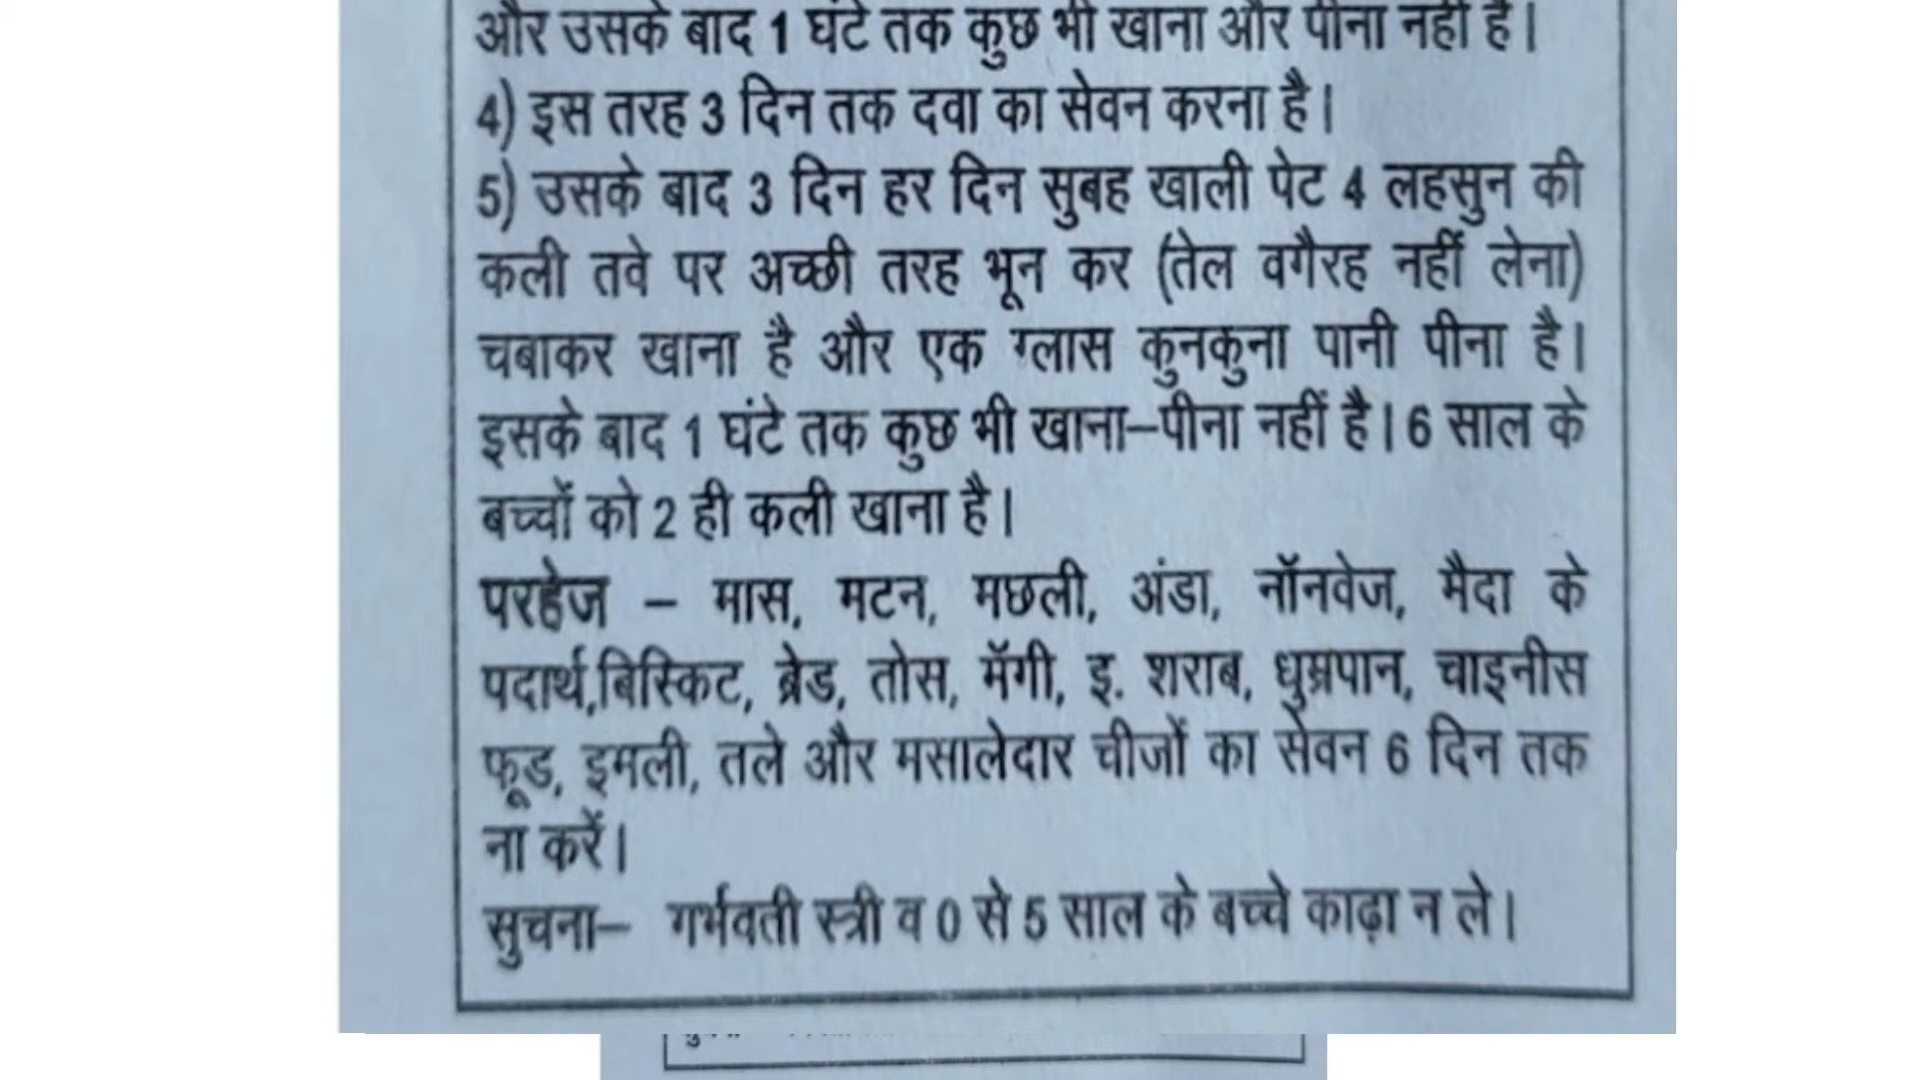 और उसके बाद 1 घंटे तक कुछ भी खाना और पीना नहीं है।
4) इस तरह 3 दिन तक दवा का सेवन करना है।
5) उसके बाद 3 दिन हर दिन सुबह खाली पेट 4 लहसुन की
कली तवे पर अच्छी तरह भून कर (तेल वगैरह नहीं लेना)
चबाकर खाना है और एक ग्लास कुनकुना पानी पीना है।
इसके बाद 1 घंटे तक कुछ भी खाना–पीना नहीं है। 6 साल के
बच्चों को 2 ही कली खाना है।
परहेज – मास, मटन, मछली, अंडा, नॉनवेज, मैदा के
पदार्थ,बिस्किट, ब्रेड, तोस, मॅगी, इ. शराब, धुम्रपान, चाइनीस
फूड, इमली, तले और मसालेदार चीजों का सेवन 6 दिन तक
ना करें।
सुचना– गर्भवती स्त्री व 0 से 5 साल के बच्चे काढ़ा न ले।